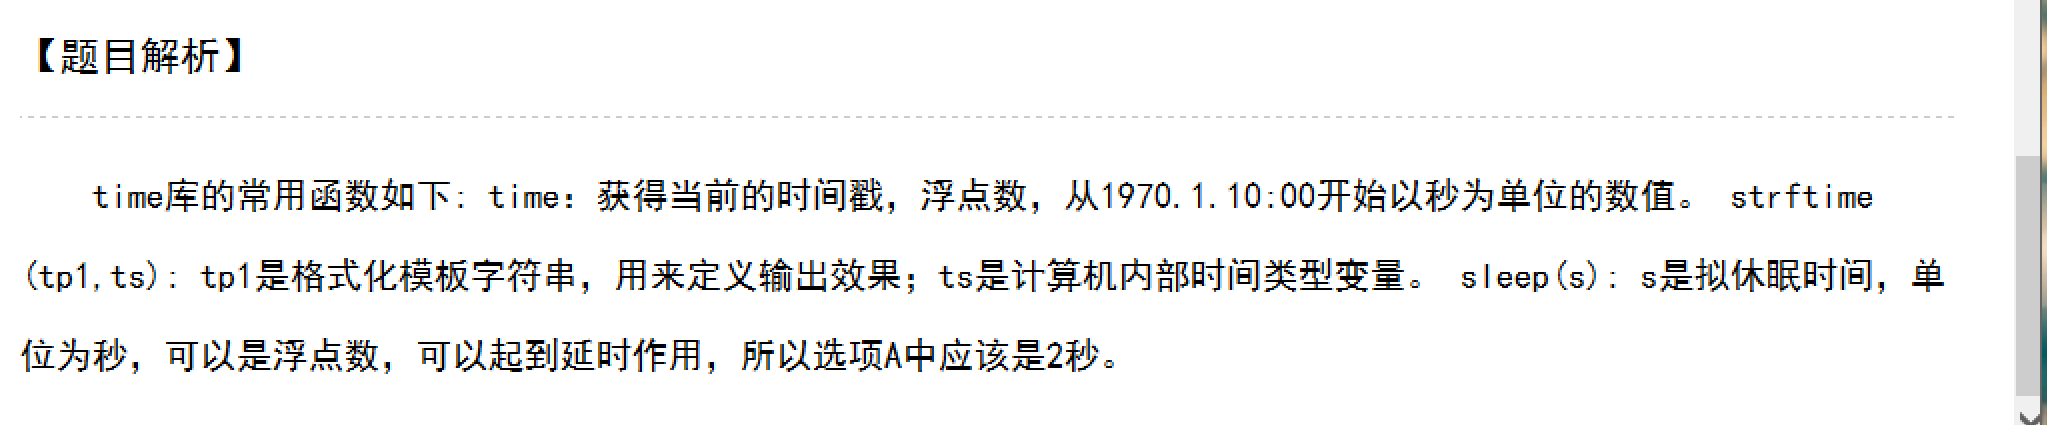 【题目解析】
time库的常用函数如下: time: 获得当前的时间戳，浮点数，从1970.1.10:00开始以秒为单位的数值。 strftime
(tp1,ts): tp1是格式化模板字符串，用来定义输出效果；ts是计算机内部时间类型变量。 sleep(s): s是拟休眠时间，单
位为秒，可以是浮点数，可以起到延时作用，所以选项A中应该是2秒。